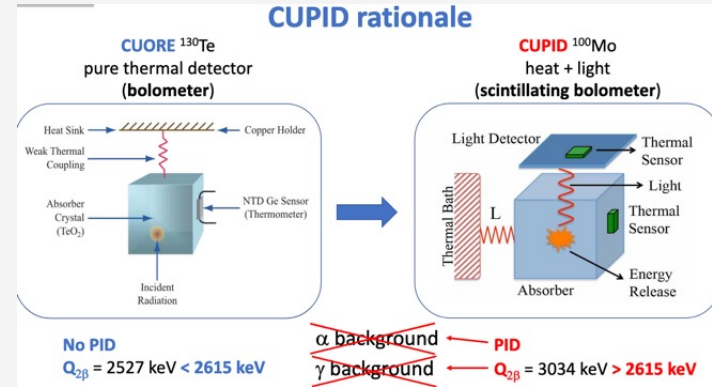 CUPID rationale
CUORE ¹³⁰Te
pure thermal detector
(bolometer)
CUPID ¹⁰⁰Mo
heat + light
(scintillating bolometer)
Heat Sink
Copper Holder
Weak Thermal
Coupling
Absorber
Crystal
(TeO₂)
NTD Ge Sensor
(Thermometer)
Incident
Radiation
Light Detector
Thermal
Sensor
Light
Thermal Bath
L
Thermal
Sensor
Energy
Release
Absorber
No PID
Q₂β = 2527 keV < 2615 keV
α background
γ background
PID
Q₂β = 3034 keV > 2615 keV